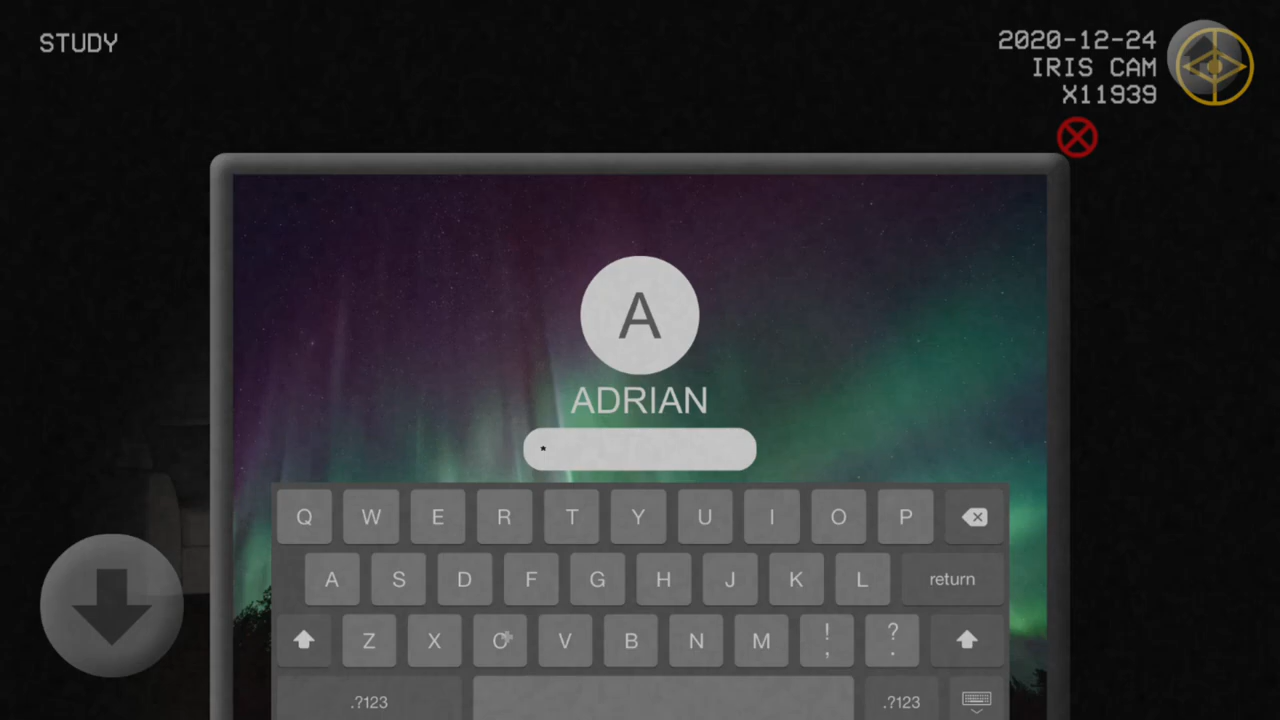 STUDY
2020-12-24
IRIS CAM
X11939
A
ADRIAN
*
Q W E R T Y U I O P
A S D F G H J K L return
Z X C V B N M ! , ? .
.?123 .?123